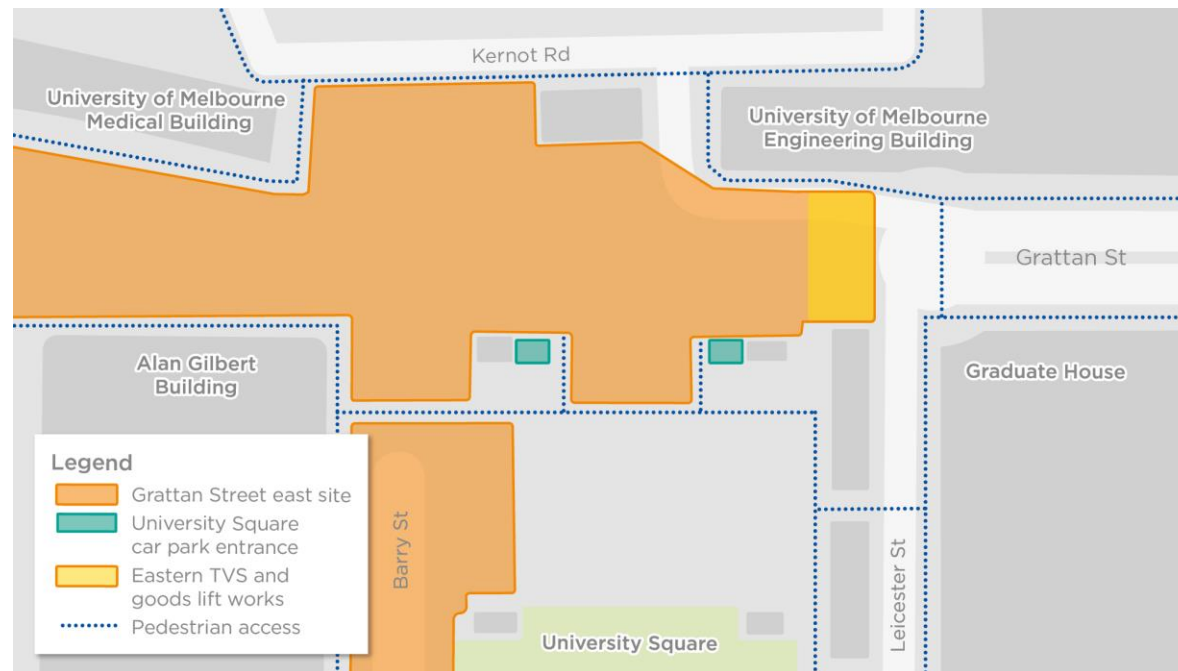 Kernot Rd
University of Melbourne
Medical Building
University of Melbourne
Engineering Building
Grattan St
Alan Gilbert
Building
Graduate House
Legend
Grattan Street east site
University Square
car park entrance
Eastern TVS and
goods lift works
Pedestrian access
Barry St
Leicester St
University Square